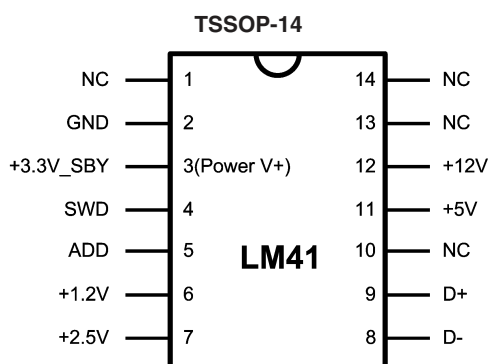 TSSOP-14
NC 1 14 NC
GND 2 13 NC
+3.3V_SBY 3(Power V+) 12 +12V
SWD 4 11 +5V
ADD 5 LM41 10 NC
+1.2V 6 9 D+
+2.5V 7 8 D-